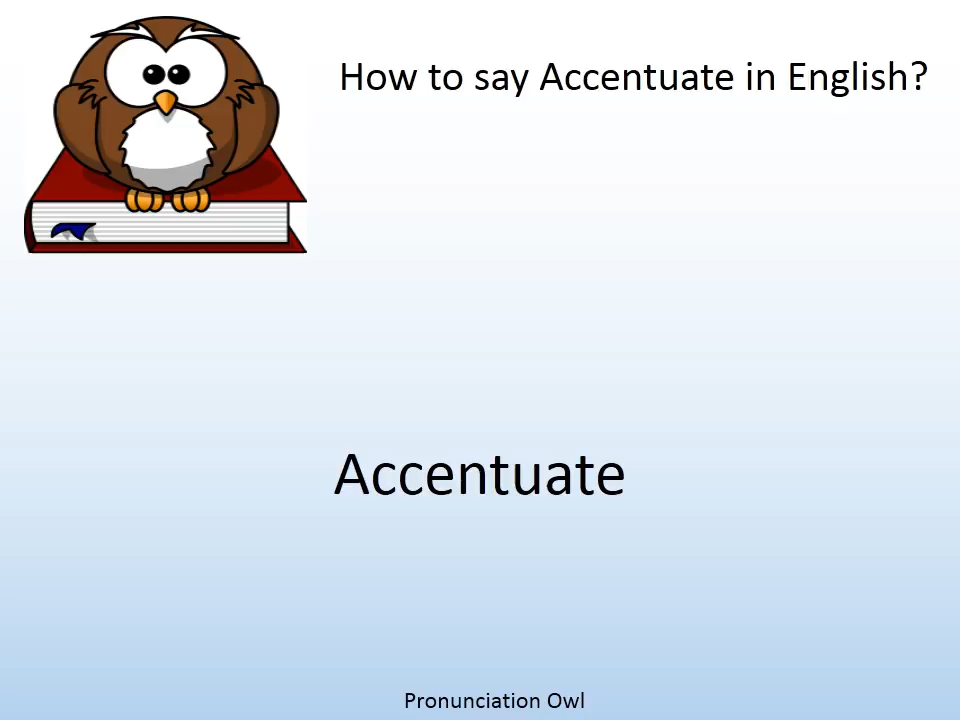 How to say Accentuate in English?
Accentuate
Pronunciation Owl